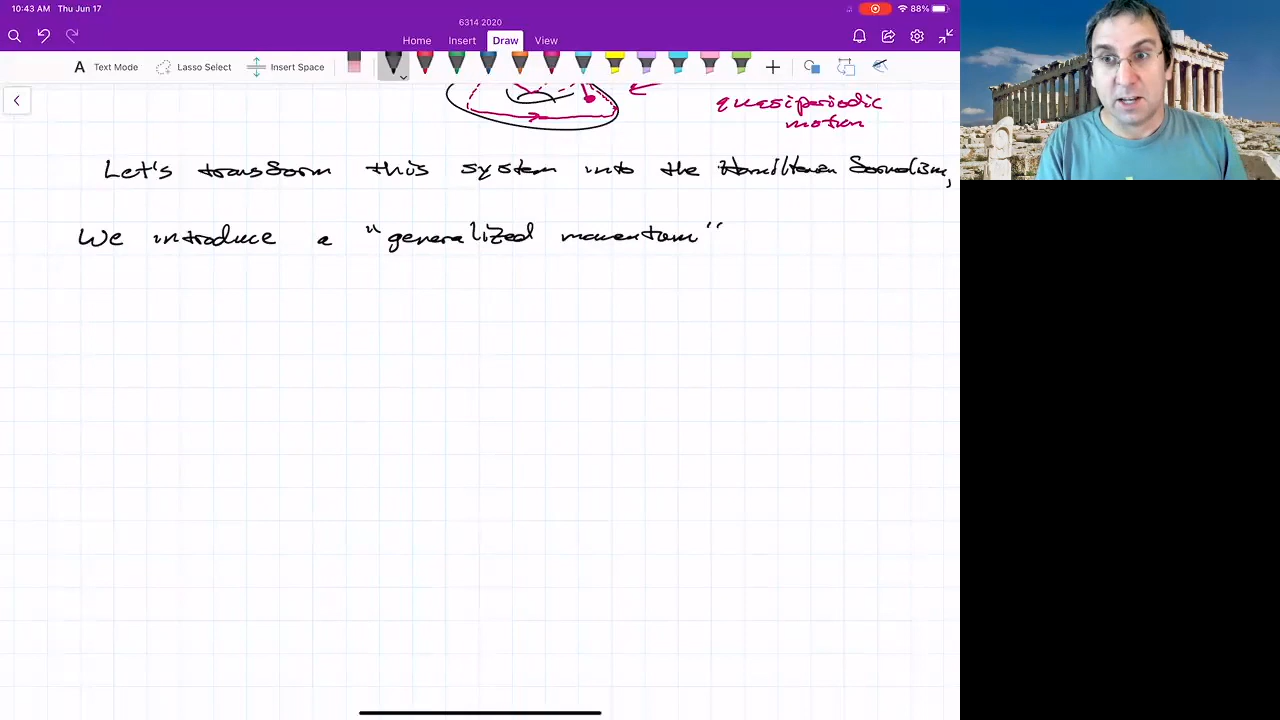 10:43 AM Thu Jun 17
88%
6314 2020
Home Insert Draw View
Text Mode Lasso Select Insert Space
quasiperiodic
motion
Let's transform this system into the Hamiltonian formalism,
We introduce a "generalized momentum"